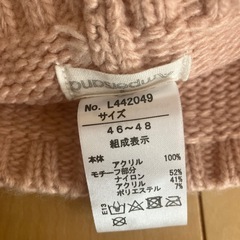 No. L442049
サイズ
46～48
組成表示
本体 アクリル 100%
モチーフ部分 52%
ナイロン 41%
アクリル
ポリエステル 7%
E13